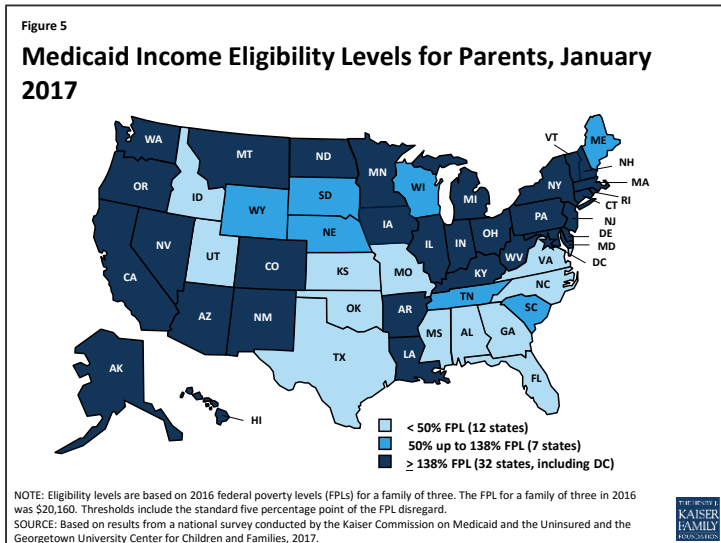 Figure 5
Medicaid Income Eligibility Levels for Parents, January
2017
WA
MT
ND
MN
VT
ME
NH
OR
ID
WY
SD
WI
MI
NY
MA
RI
CT
NV
UT
NE
IA
IL
IN
OH
PA
NJ
DE
MD
DC
CA
CO
KS
MO
KY
WV
VA
AZ
NM
OK
AR
TN
NC
SC
TX
LA
MS
AL
GA
FL
AK
HI
< 50% FPL (12 states)
50% up to 138% FPL (7 states)
> 138% FPL (32 states, including DC)
NOTE: Eligibility levels are based on 2016 federal poverty levels (FPLs) for a family of three. The FPL for a family of three in 2016
was $20,160. Thresholds include the standard five percentage point of the FPL disregard.
SOURCE: Based on results from a national survey conducted by the Kaiser Commission on Medicaid and the Uninsured and the
Georgetown University Center for Children and Families, 2017.
THE HENRY J.
KAISER
FAMILY
FOUNDATION